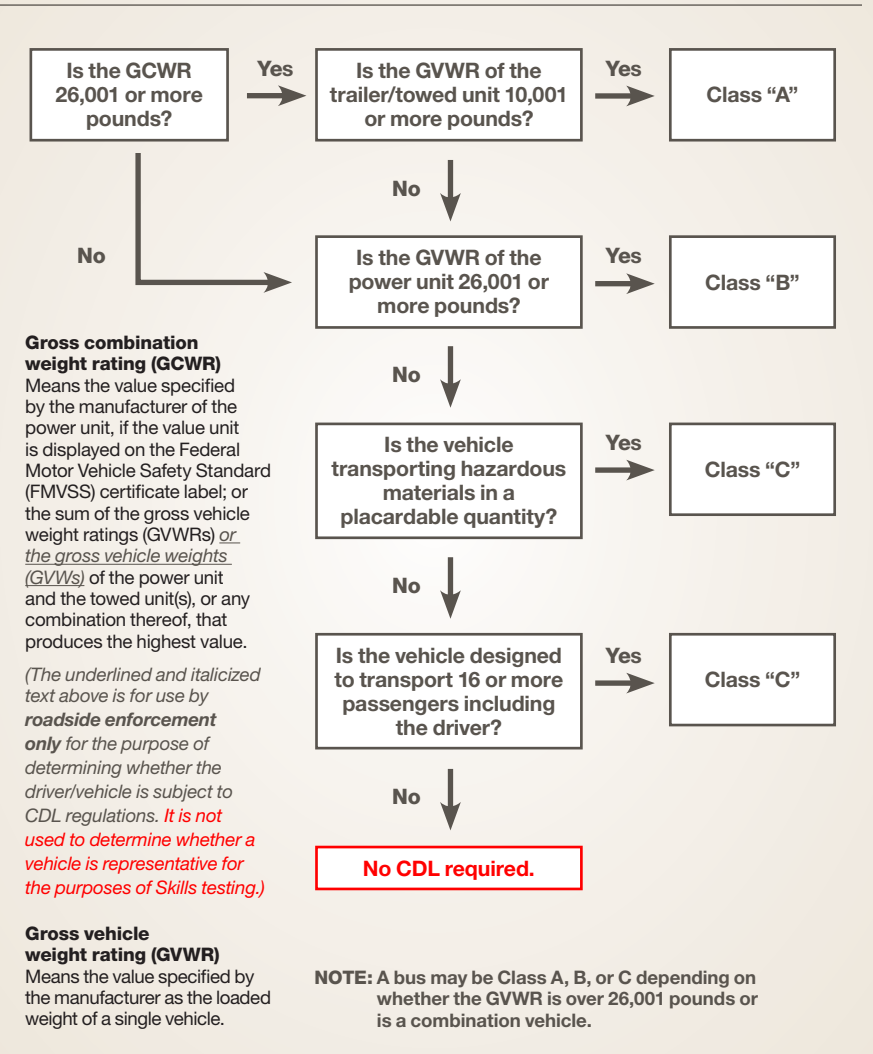 Is the GCWR
26,001 or more
pounds?
Yes
Is the GVWR of the
trailer/towed unit 10,001
or more pounds?
Yes
Class “A”
No
No
Is the GVWR of the
power unit 26,001 or
more pounds?
Yes
Class “B”
No
Is the vehicle
transporting hazardous
materials in a
placardable quantity?
Yes
Class “C”
No
Is the vehicle designed
to transport 16 or more
passengers including
the driver?
Yes
Class “C”
No
No CDL required.
Gross combination
weight rating (GCWR)
Means the value specified
by the manufacturer of the
power unit, if the value unit
is displayed on the Federal
Motor Vehicle Safety Standard
(FMVSS) certificate label; or
the sum of the gross vehicle
weight ratings (GVWRs) or
the gross vehicle weights
(GVWs) of the power unit
and the towed unit(s), or any
combination thereof, that
produces the highest value.
(The underlined and italicized
text above is for use by
roadside enforcement
only for the purpose of
determining whether the
driver/vehicle is subject to
CDL regulations. It is not
used to determine whether a
vehicle is representative for
the purposes of Skills testing.)
Gross vehicle
weight rating (GVWR)
Means the value specified by
the manufacturer as the loaded
weight of a single vehicle.
NOTE: A bus may be Class A, B, or C depending on
whether the GVWR is over 26,001 pounds or
is a combination vehicle.